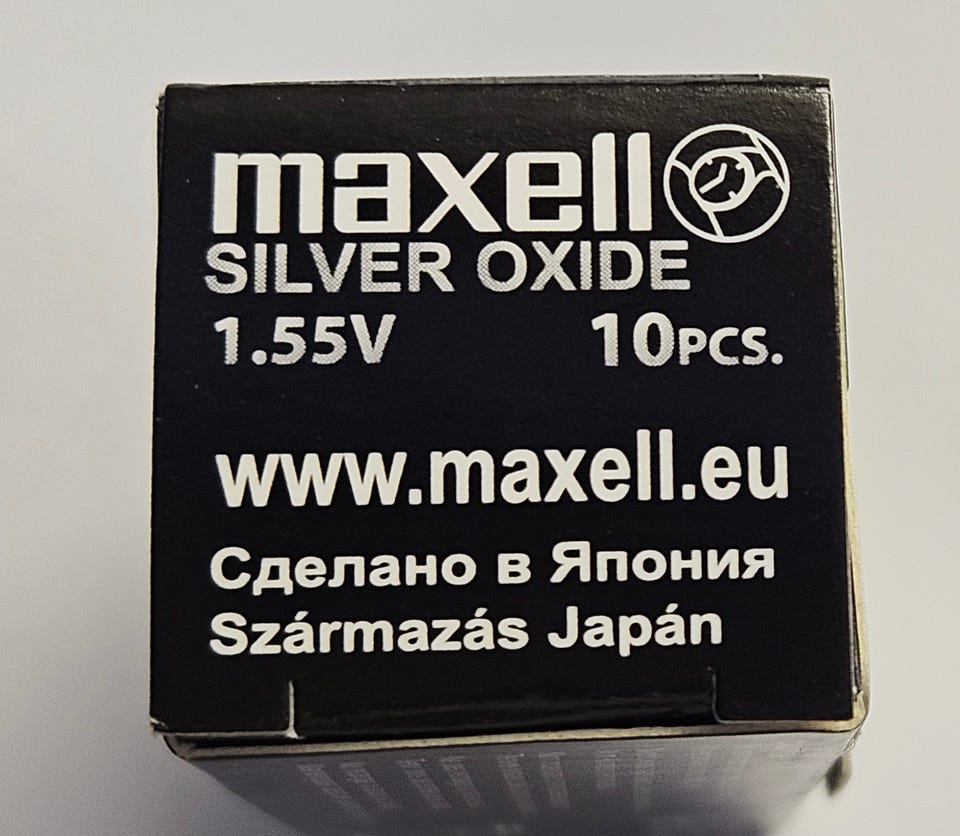 maxell
SILVER OXIDE
1.55V 10PCS.
www.maxell.eu
Сделано в Япония
Származás Japán